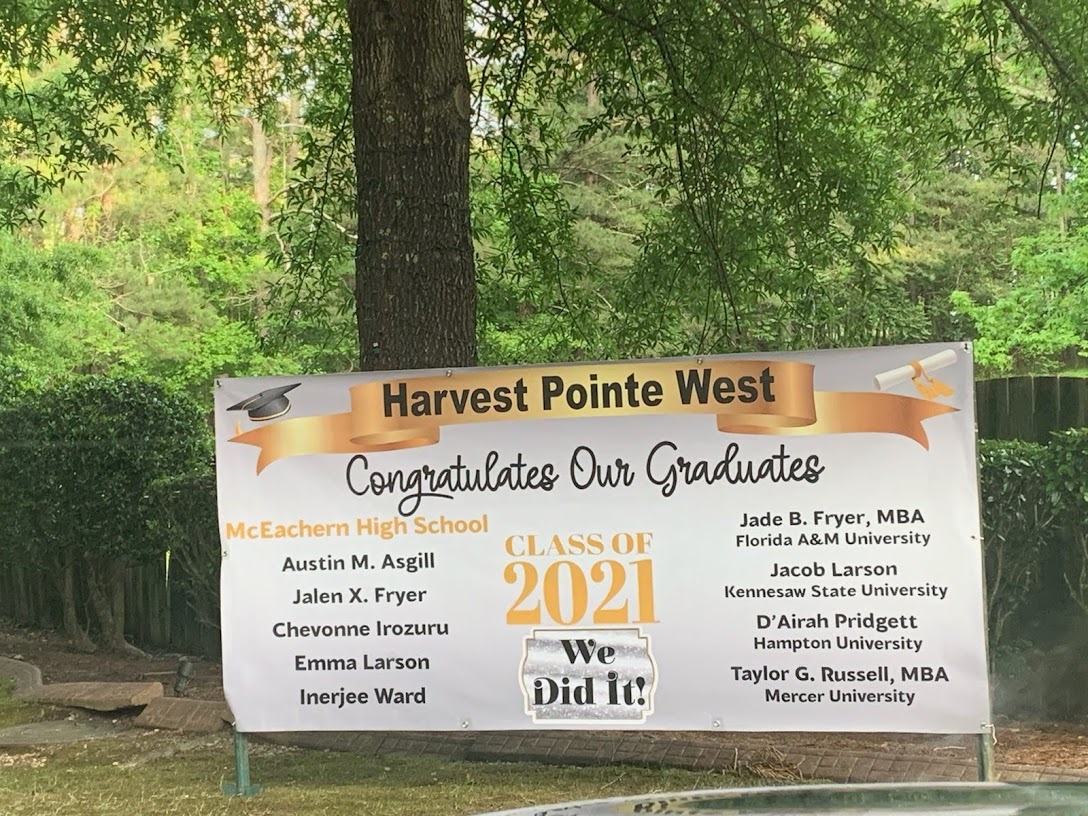 Harvest Pointe West
Congratulates Our Graduates
McEachern High School
Austin M. Asgill
Jalen X. Fryer
Chevonne Irozuru
Emma Larson
Inerjee Ward
CLASS OF
2021
We
Did it!
Jade B. Fryer, MBA
Florida A&M University
Jacob Larson
Kennesaw State University
D'Airah Pridgett
Hampton University
Taylor G. Russell, MBA
Mercer University